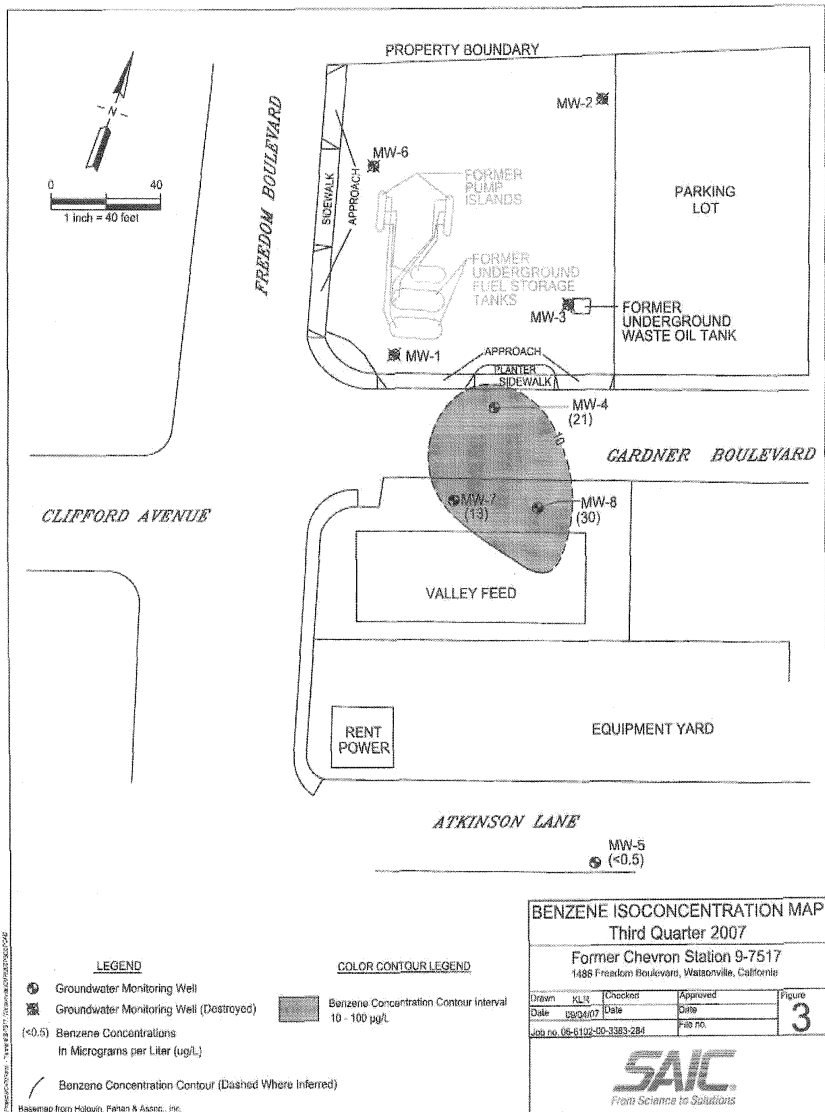 PROPERTY BOUNDARY
N
0 40
1 inch = 40 feet
FREEDOM BOULEVARD
SIDEWALK
APPROACH
MW-6
MW-2
FORMER
PUMP
ISLANDS
PARKING
LOT
FORMER
UNDERGROUND
FUEL STORAGE
TANKS
MW-3
FORMER
UNDERGROUND
WASTE OIL TANK
MW-1
APPROACH
PLANTER
SIDEWALK
MW-4
(21)
10
GARDNER BOULEVARD
CLIFFORD AVENUE
MW-7
(13)
MW-8
(30)
VALLEY FEED
RENT
POWER
EQUIPMENT YARD
ATKINSON LANE
MW-5
(<0.5)
LEGEND
Groundwater Monitoring Well
Groundwater Monitoring Well (Destroyed)
(<0.5) Benzene Concentrations
In Micrograms per Liter (ug/L)
Benzene Concentration Contour (Dashed Where Inferred)
Basemap from Holguin, Fahan & Assoc., Inc.
COLOR CONTOUR LEGEND
Benzene Concentration Contour Interval
10 - 100 µg/L
BENZENE ISOCONCENTRATION MAP
Third Quarter 2007
Former Chevron Station 9-7517
1486 Freedom Boulevard, Watsonville, California
Drawn KLR Checked Approved Figure
Date 09/04/07 Date Date 3
Job no. 06-6102-00-3383-284 File no.
SAIC
From Science to Solutions